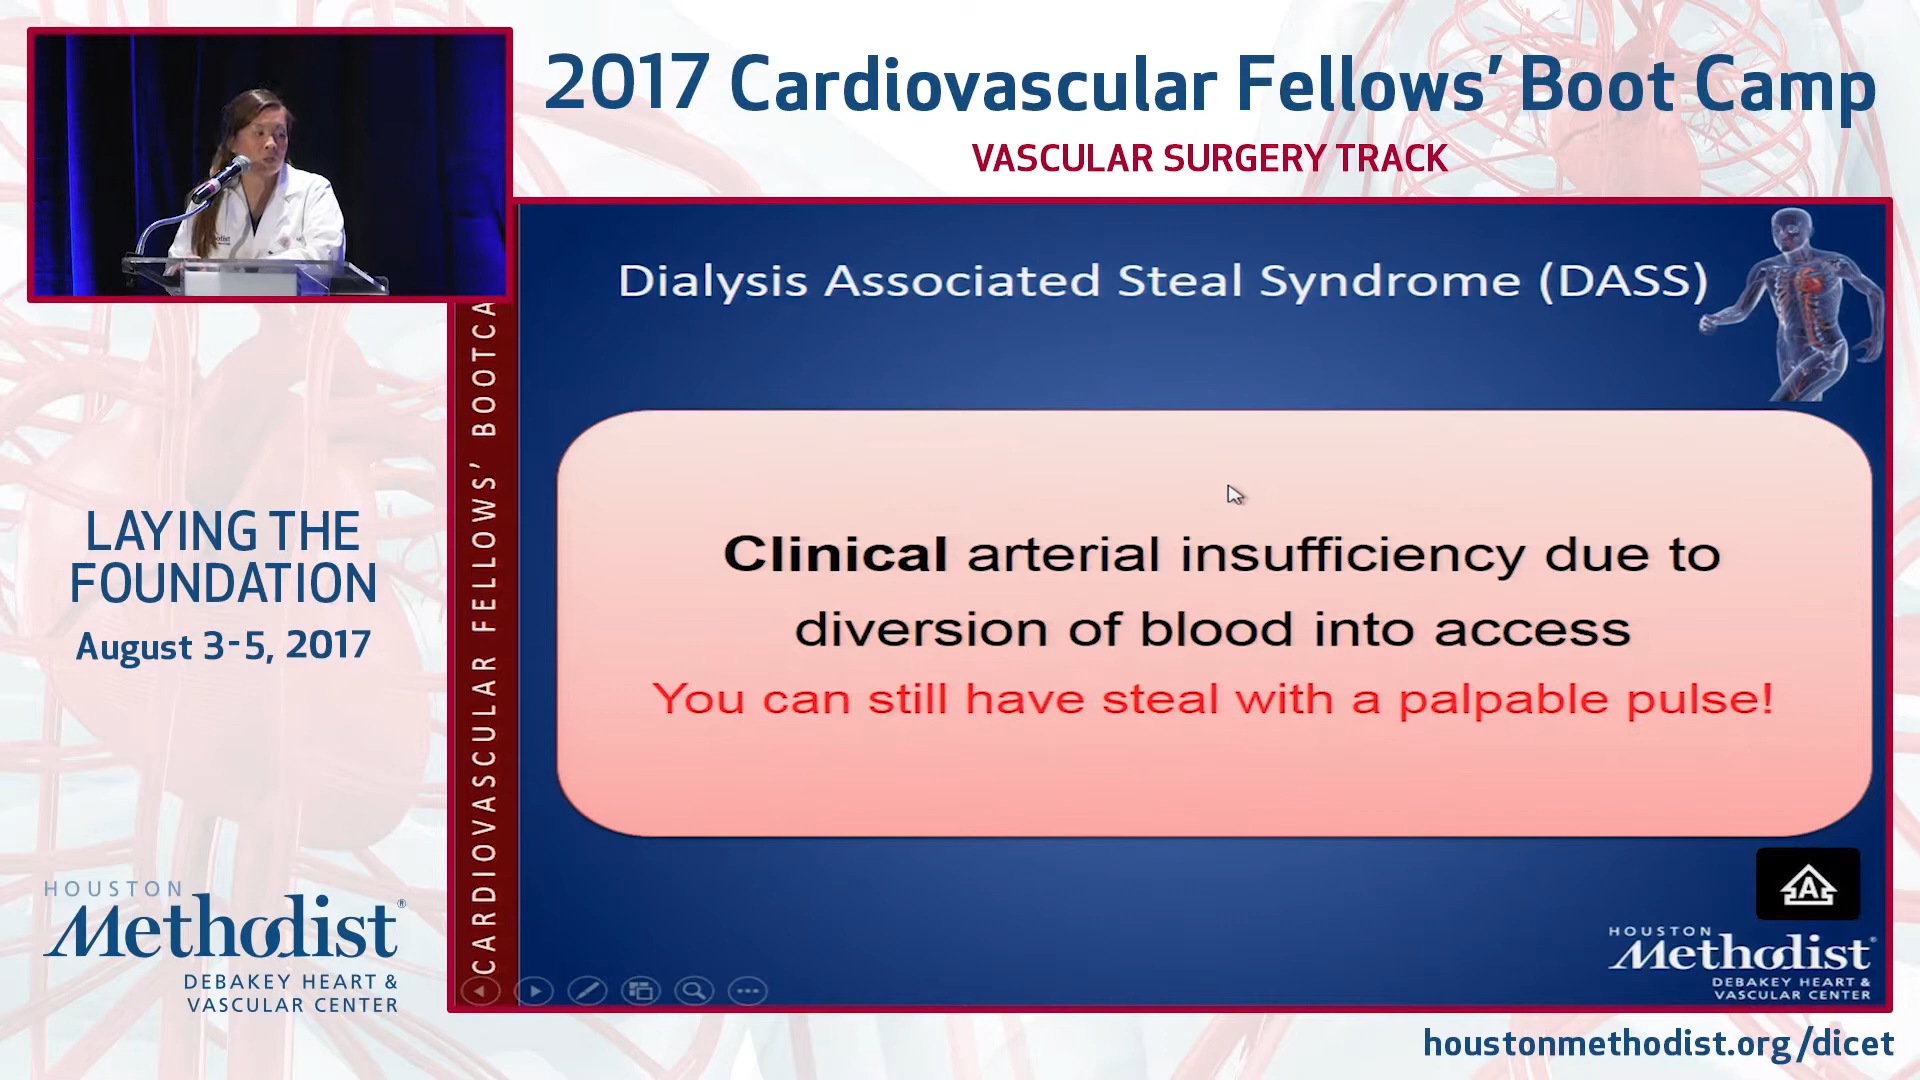 2017 Cardiovascular Fellows' Boot Camp
VASCULAR SURGERY TRACK
Dialysis Associated Steal Syndrome (DASS)
CARDIOVASCULAR FELLOWS' BOOTCA
Clinical arterial insufficiency due to
diversion of blood into access
You can still have steal with a palpable pulse!
LAYING THE
FOUNDATION
August 3-5, 2017
HOUSTON
Methodist®
DEBAKEY HEART &
VASCULAR CENTER
A
HOUSTON
Methodist®
DEBAKEY HEART &
VASCULAR CENTER
houstonmethodist.org/dicet